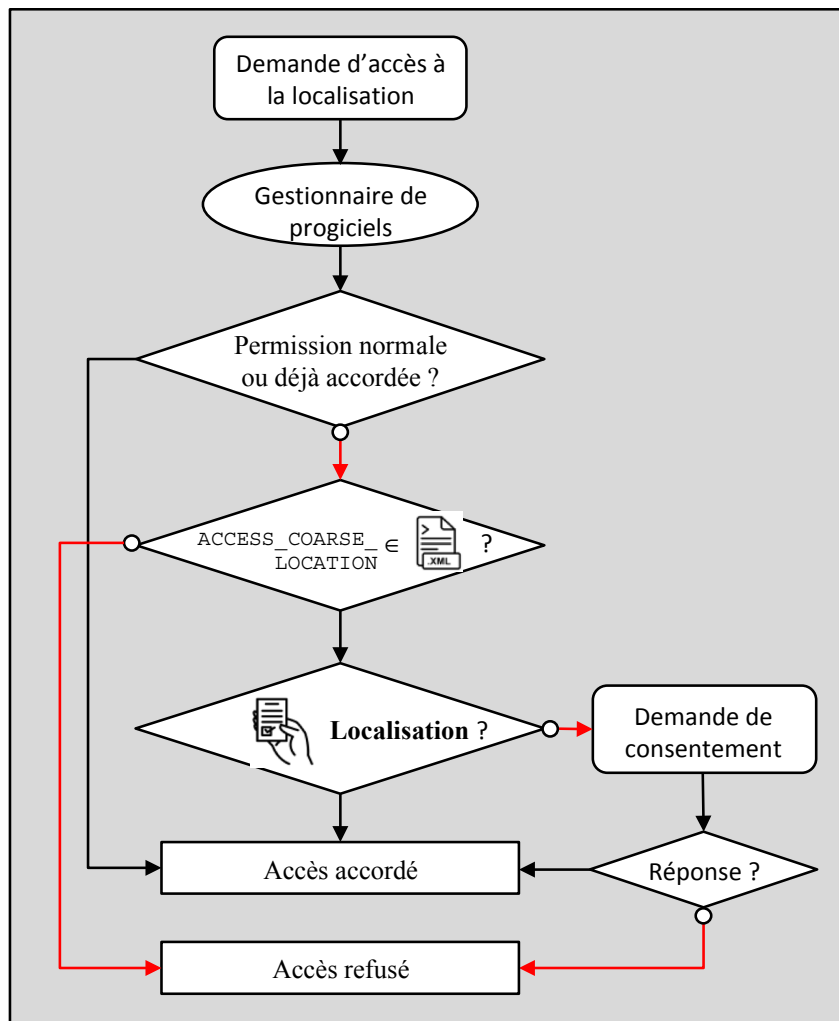 Demande d’accès à
la localisation
Gestionnaire de
progiciels
Permission normale
ou déjà accordée ?
ACCESS_COARSE_ ∈ ?
LOCATION
.XML
Localisation ?
Demande de
consentement
Accès accordé
Réponse ?
Accès refusé